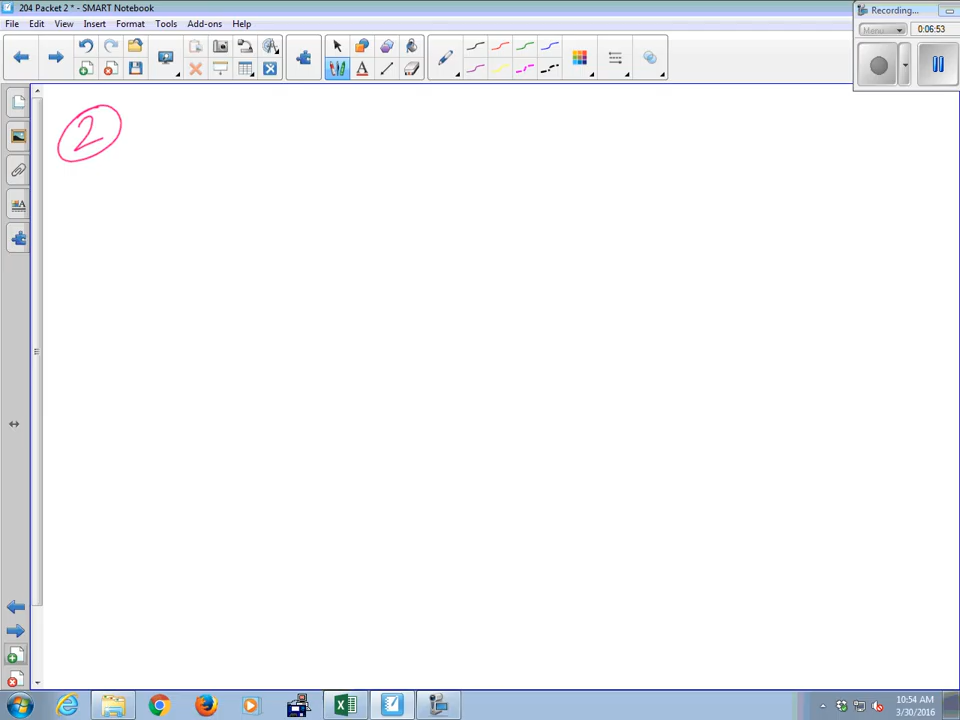 204 Packet 2 * - SMART Notebook
Recording...
File Edit View Insert Format Tools Add-ons Help
Menu
0:06:53
2
10:54 AM
3/30/2016